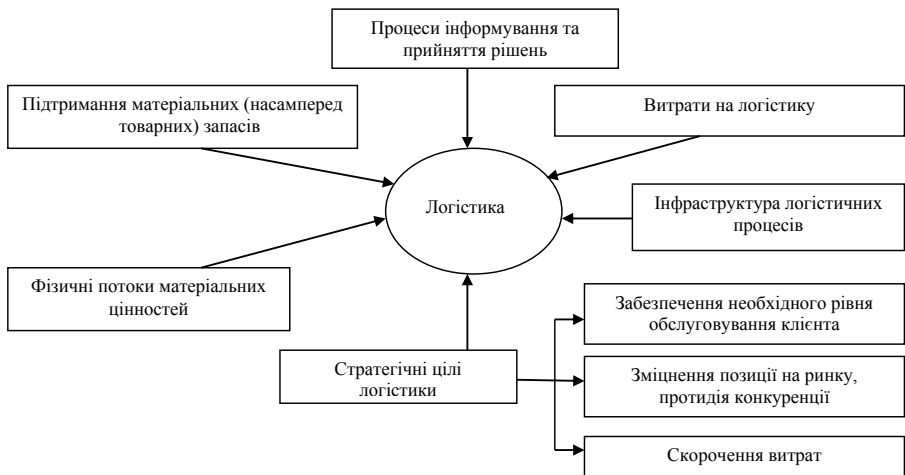 Процеси інформування та
прийняття рішень
Підтримання матеріальних (насамперед
товарних) запасів
Витрати на логістику
Логістика
Інфраструктура логістичних
процесів
Фізичні потоки матеріальних
цінностей
Забезпечення необхідного рівня
обслуговування клієнта
Стратегічні цілі
логістики
Зміцнення позиції на ринку,
протидія конкуренції
Скорочення витрат